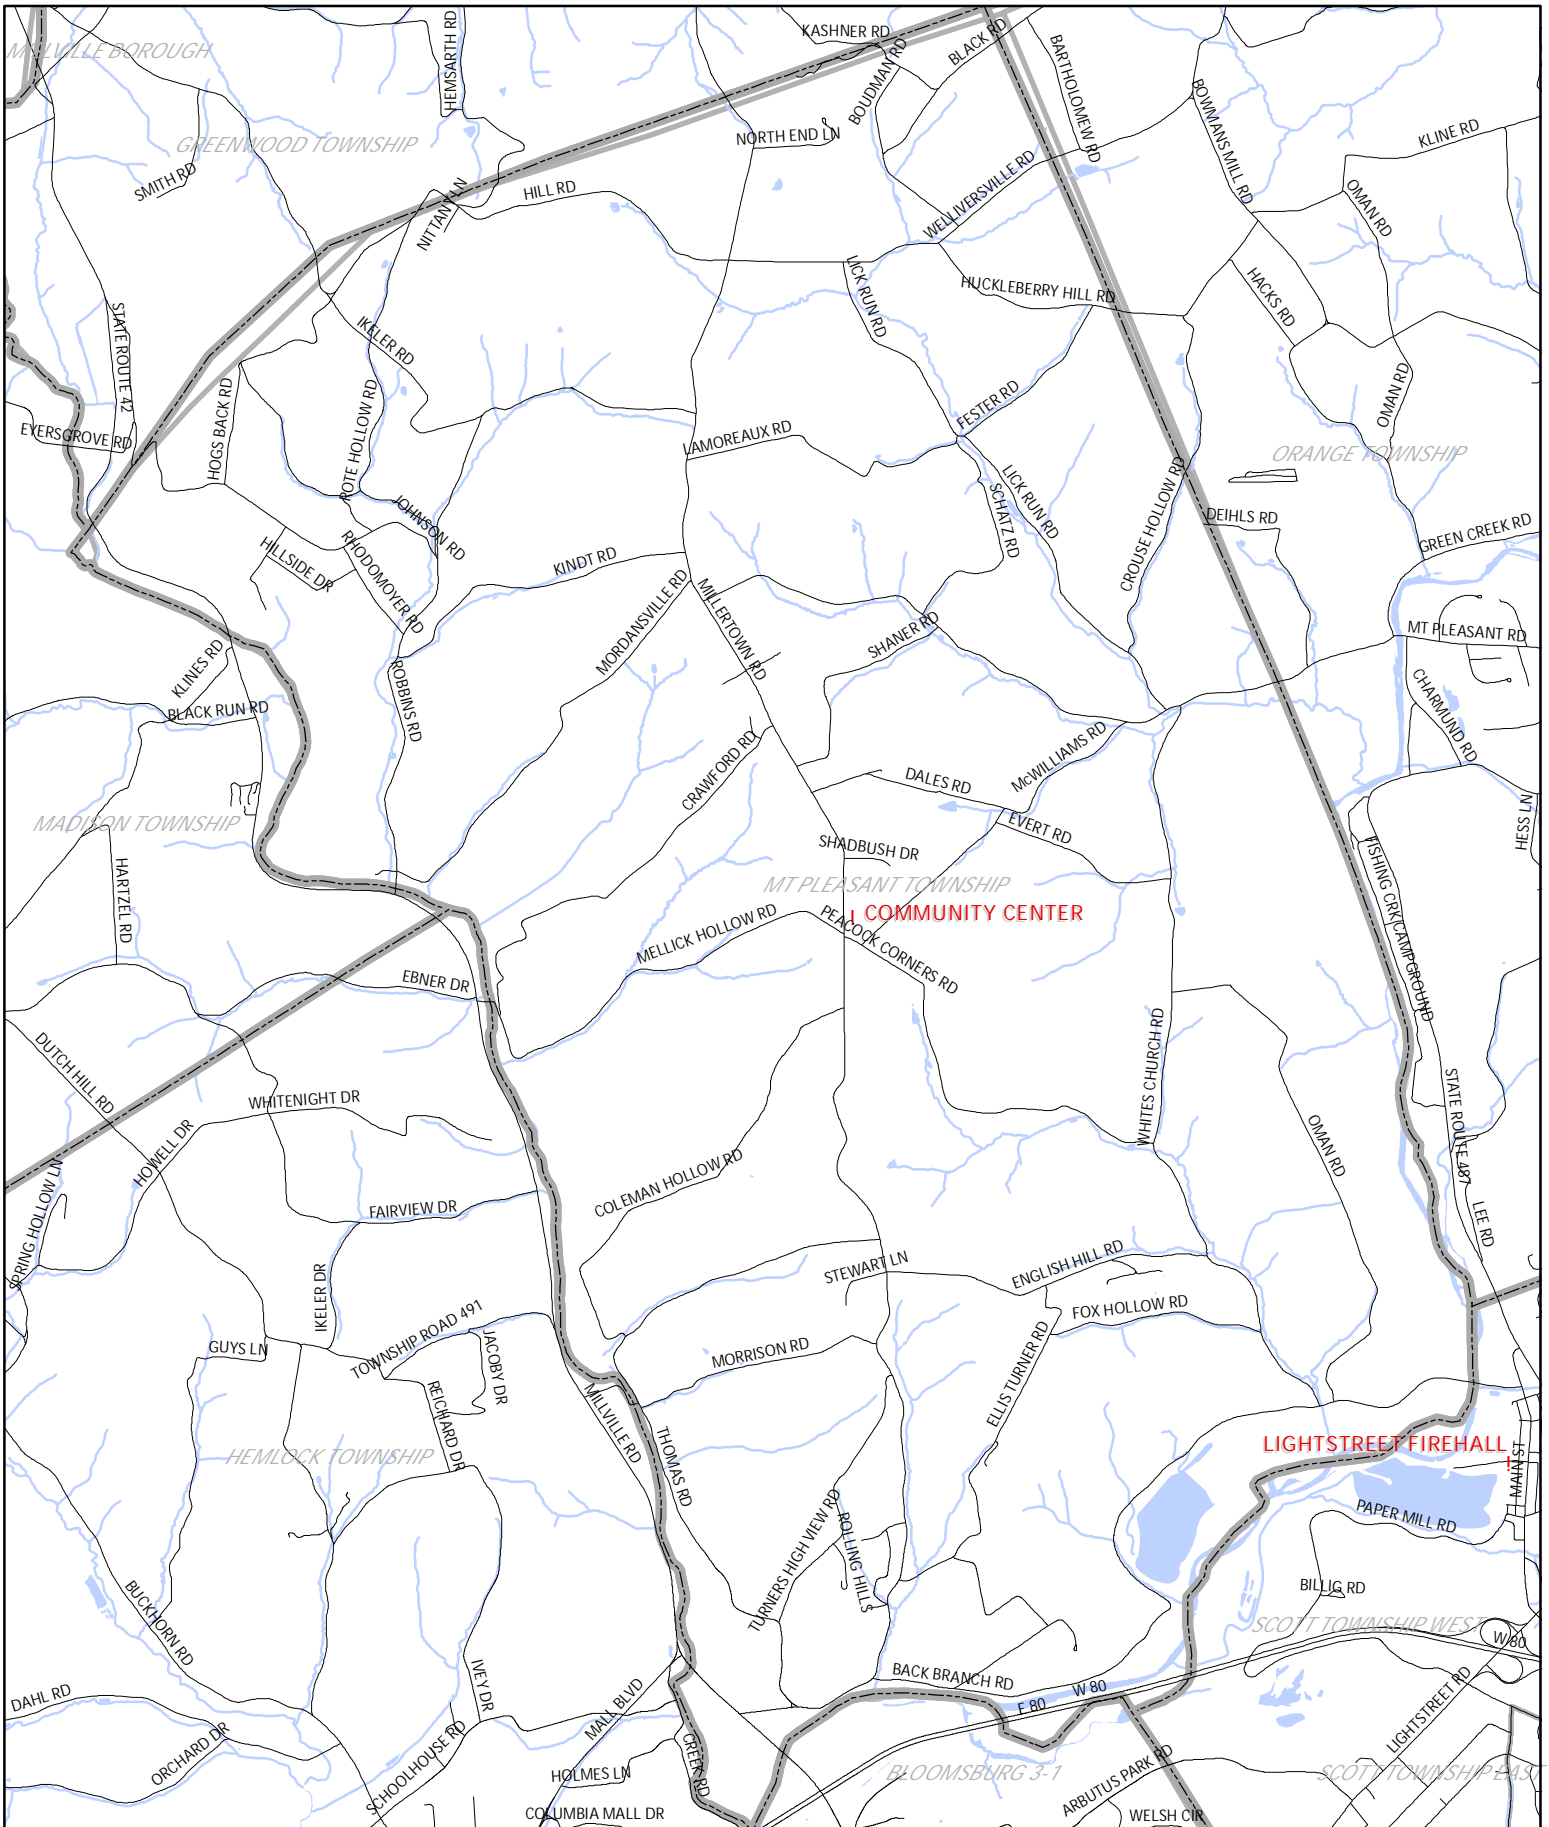 KASHNER RD
BLACK RD
HEMSARTH RD
BOUDMAN RD
BARTHOLOMEW RD
MILLVILLE BOROUGH
BOWMANS MILL RD
NORTH END LN
KLINE RD
GREENWOOD TOWNSHIP
SMITH RD
HILL RD
NITTANY LN
WELLIVERSVILLE RD
OMAN RD
LICK RUN RD
HUCKLEBERRY HILL RD
HACKS RD
STATE ROUTE 42
IKELER RD
HOGS BACK RD
ROTE HOLLOW RD
FESTER RD
OMAN RD
EYERSGROVE RD
LAMOREAUX RD
ORANGE TOWNSHIP
LICK RUN RD
SCHATZ RD
CROUSE HOLLOW RD
JOHNSON RD
DEIHLS RD
GREEN CREEK RD
HILLSIDE DR
RHODOMOYER RD
KINDT RD
MORDANSVILLE RD
MILLERTOWN RD
SHANER RD
MT PLEASANT RD
KLINES RD
ROBBINS RD
BLACK RUN RD
CHARMUND RD
CRAWFORD RD
McWILLIAMS RD
DALES RD
HESS LN
MADISON TOWNSHIP
EVERT RD
SHADBUSH DR
FISHING CRK CAMPGROUND
HARTZEL RD
MT PLEASANT TOWNSHIP
! COMMUNITY CENTER
MELLICK HOLLOW RD
PEACOCK CORNERS RD
EBNER DR
DUTCH HILL RD
WHITES CHURCH RD
WHITENIGHT DR
STATE ROUTE 487
HOWELL DR
OMAN RD
COLEMAN HOLLOW RD
SPRING HOLLOW LN
FAIRVIEW DR
LEE RD
STEWART LN
ENGLISH HILL RD
IKELER DR
FOX HOLLOW RD
TOWNSHIP ROAD 491
JACOBY DR
GUYS LN
MORRISON RD
ELLIS TURNER RD
REICHARD DR
MILLVILLE RD
THOMAS RD
HEMLOCK TOWNSHIP
LIGHTSTREET FIREHALL
!
MAIN ST
PAPER MILL RD
TURNERS HIGH VIEW RD
ROLLING HILLS
BILLIG RD
BUCKHORN RD
SCOTT TOWNSHIP WEST
W 80
IVEY DR
BACK BRANCH RD
DAHL RD
MALL BLVD
E 80
W 80
LIGHTSTREET RD
ORCHARD DR
SCHOOLHOUSE RD
CREEK RD
HOLMES LN
BLOOMSBURG 3-1
ARBUTUS PARK RD
SCOTT TOWNSHIP EAST
COLUMBIA MALL DR
WELSH CIR